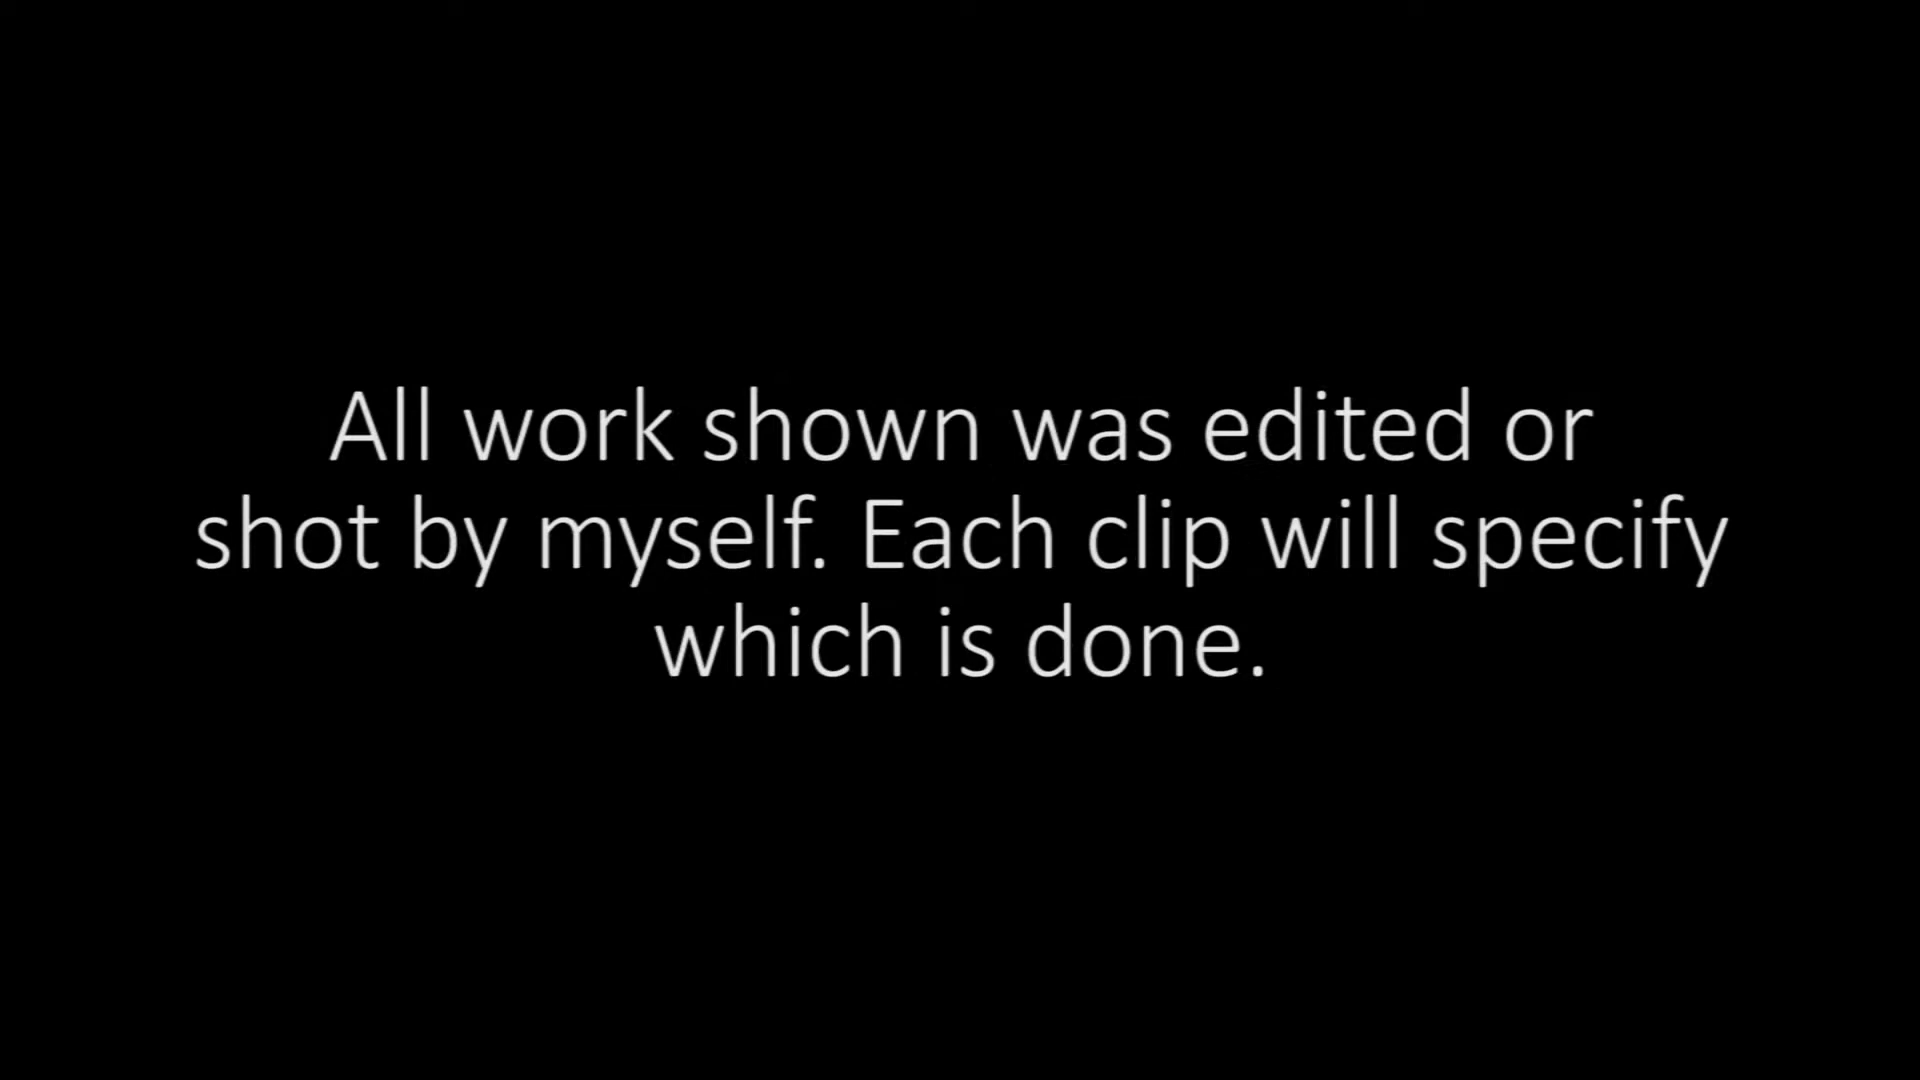 All work shown was edited or
shot by myself. Each clip will specify
which is done.